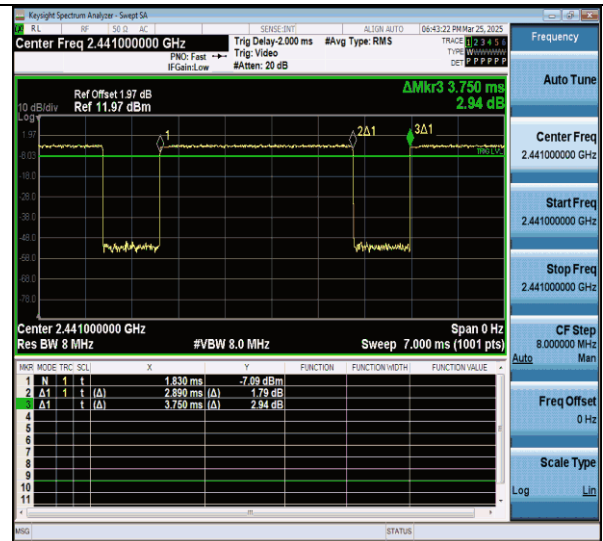 Keysight Spectrum Analyzer - Swept SA
RL RF 50 Ω AC SENSE:INT ALIGN AUTO 06:43:22 PM Mar 25, 2025
Center Freq 2.441000000 GHz
PNO: Fast
IFGain:Low
Trig Delay-2.000 ms
Trig: Video
#Atten: 20 dB
#Avg Type: RMS
TRACE 1 2 3 4 5 6
TYPE WWWWWW
DET P P P P P P
Ref Offset 1.97 dB
10 dB/div Ref 11.97 dBm
Log
ΔMkr3 3.750 ms
2.94 dB
1.97
-8.03
-18.0
-28.0
-38.0
-48.0
-58.0
-68.0
-78.0
1
2Δ1
3Δ1
TRIG LVL
Center 2.441000000 GHz Span 0 Hz
Res BW 8 MHz #VBW 8.0 MHz Sweep 7.000 ms (1001 pts)
MKR MODE TRC SCL X Y FUNCTION FUNCTION WIDTH FUNCTION VALUE
1 N 1 t 1.830 ms -7.09 dBm
2 Δ1 1 t (Δ) 2.890 ms (Δ) 1.79 dB
3 Δ1 t (Δ) 3.750 ms (Δ) 2.94 dB
4
5
6
7
8
9
10
11
MSG STATUS
Frequency
Auto Tune
Center Freq
2.441000000 GHz
Start Freq
2.441000000 GHz
Stop Freq
2.441000000 GHz
CF Step
8.000000 MHz
Auto Man
Freq Offset
0 Hz
Scale Type
Log Lin